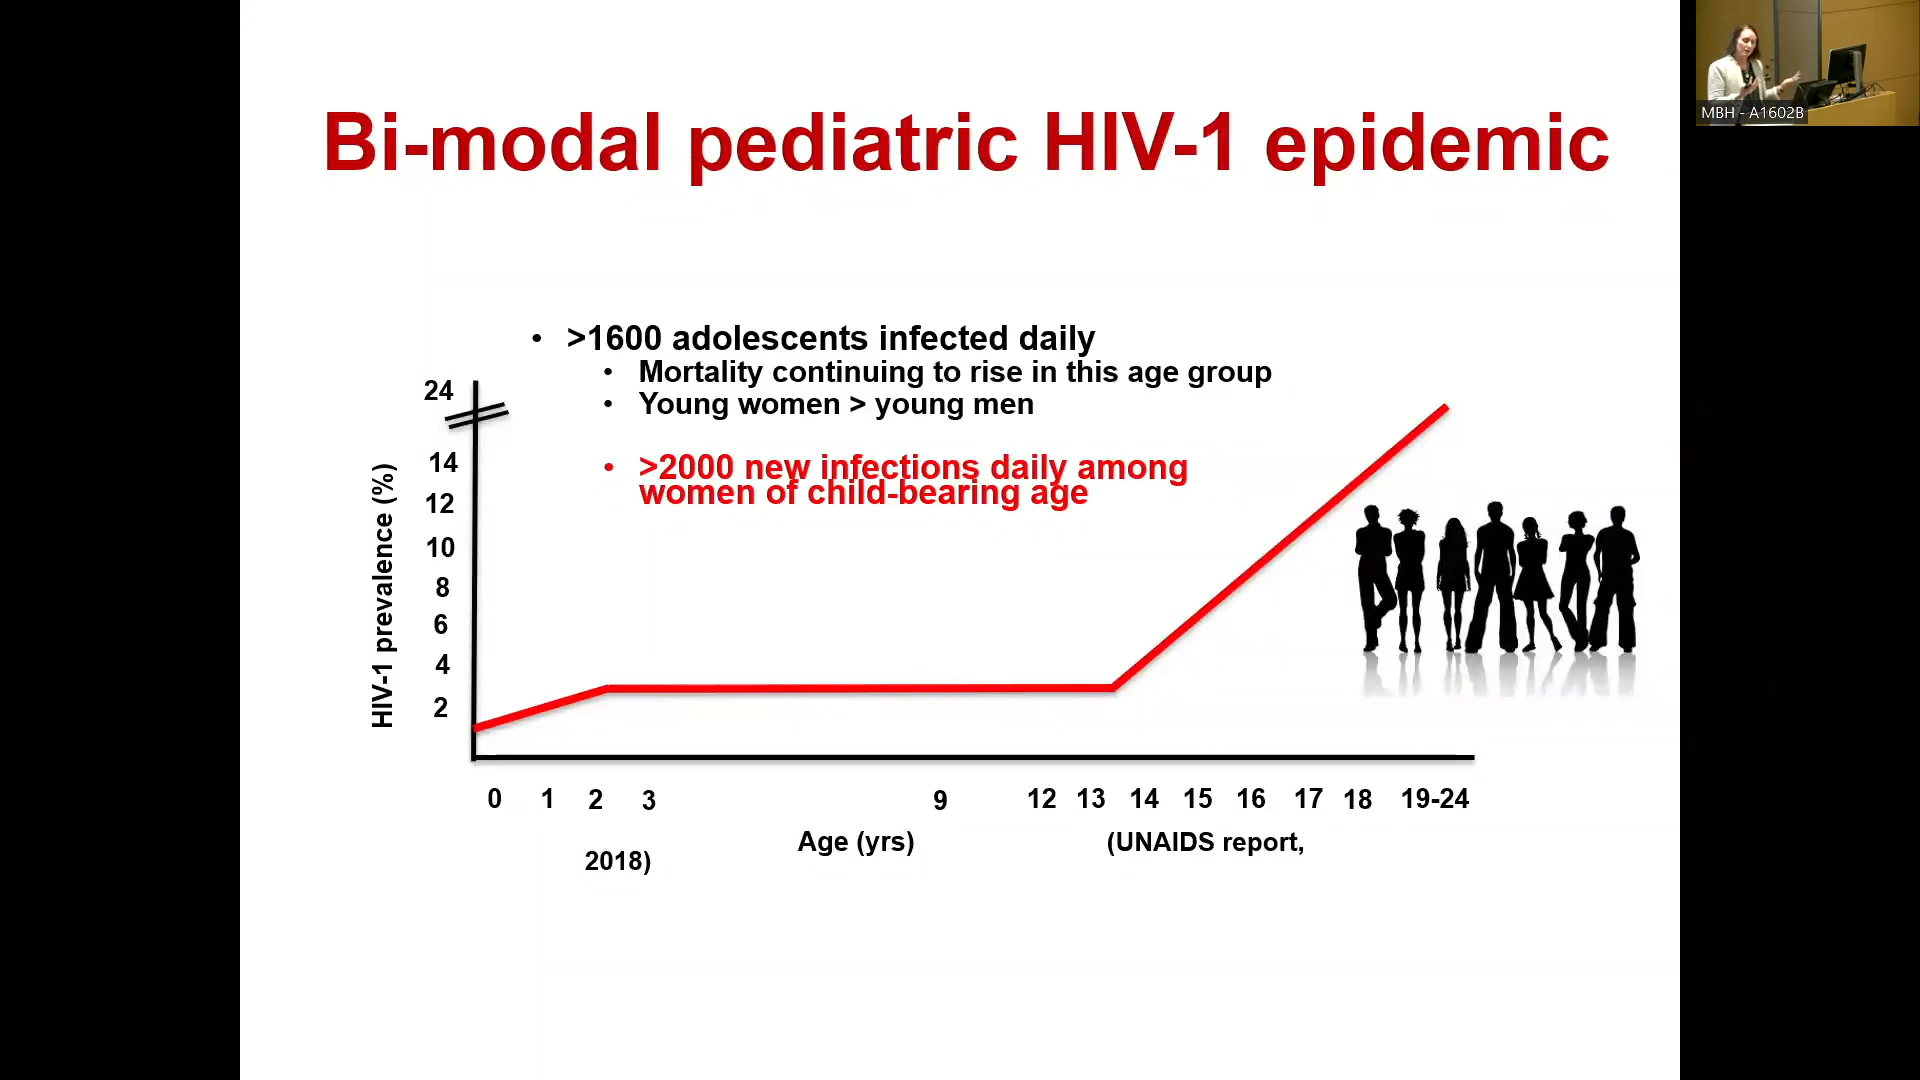 Bi-modal pediatric HIV-1 epidemic
MBH - A1602B
• >1600 adolescents infected daily
• Mortality continuing to rise in this age group
• Young women > young men
• >2000 new infections daily among
women of child-bearing age
HIV-1 prevalence (%)
24
14
12
10
8
6
4
2
0 1 2 3 9 12 13 14 15 16 17 18 19-24
Age (yrs) (UNAIDS report,
2018)